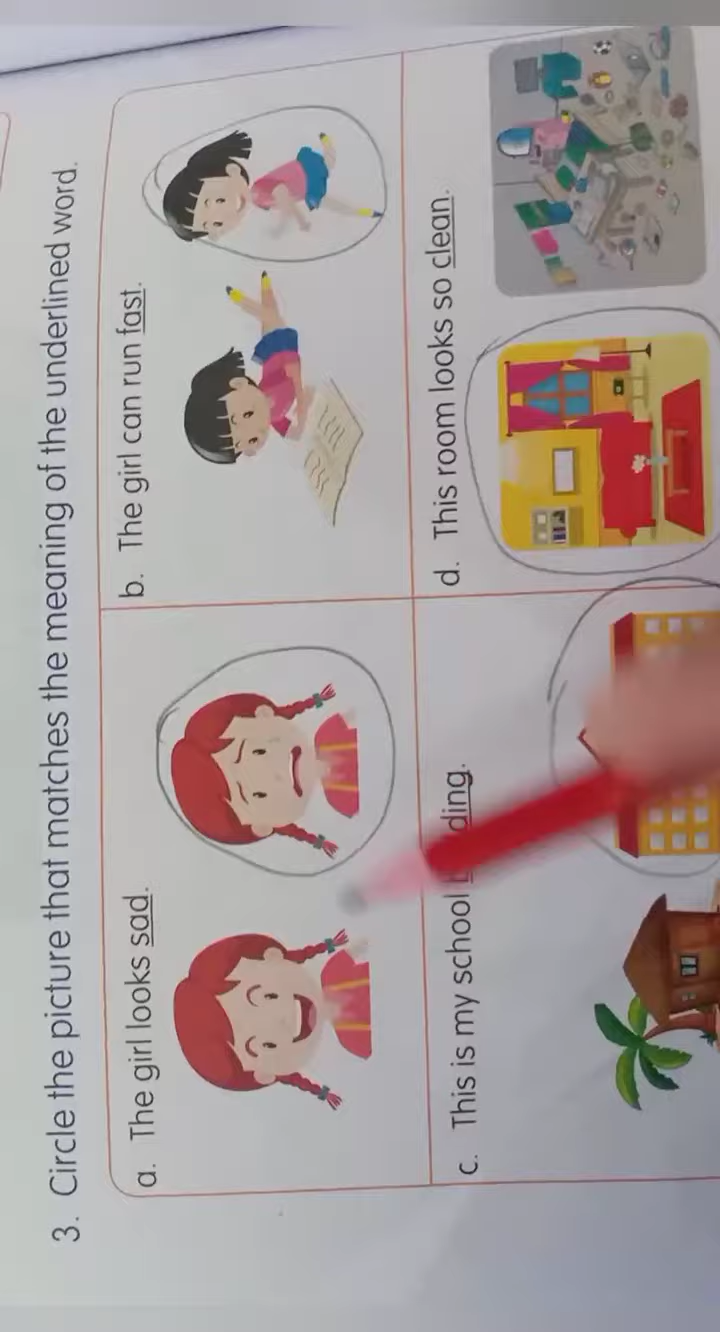 3. Circle the picture that matches the meaning of the underlined word.
a. The girl looks sad.
b. The girl can run fast.
c. This is my school ding.
d. This room looks so clean.